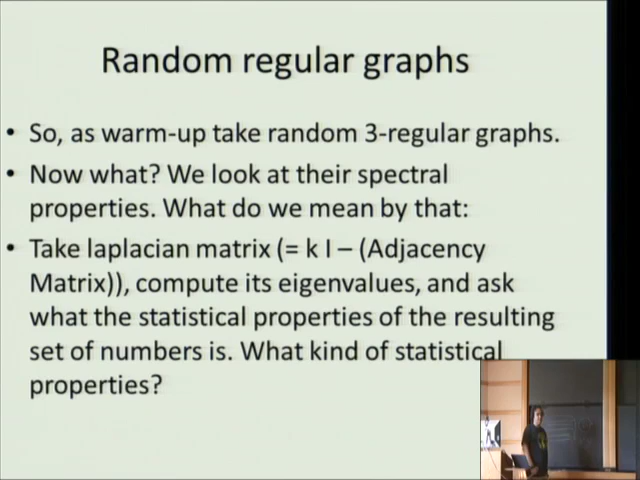 Random regular graphs
• So, as warm-up take random 3-regular graphs.
• Now what? We look at their spectral
properties. What do we mean by that:
• Take laplacian matrix (= k I – (Adjacency
Matrix)), compute its eigenvalues, and ask
what the statistical properties of the resulting
set of numbers is. What kind of statistical
properties?